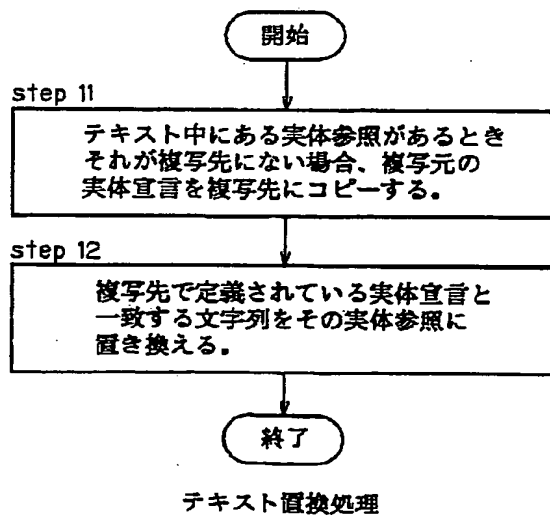 開始
step 11
テキスト中にある実体参照があるとき
それが複写先にない場合、複写元の
実体宣言を複写先にコピーする。
step 12
複写先で定義されている実体宣言と
一致する文字列をその実体参照に
置き換える。
終了
テキスト置換処理